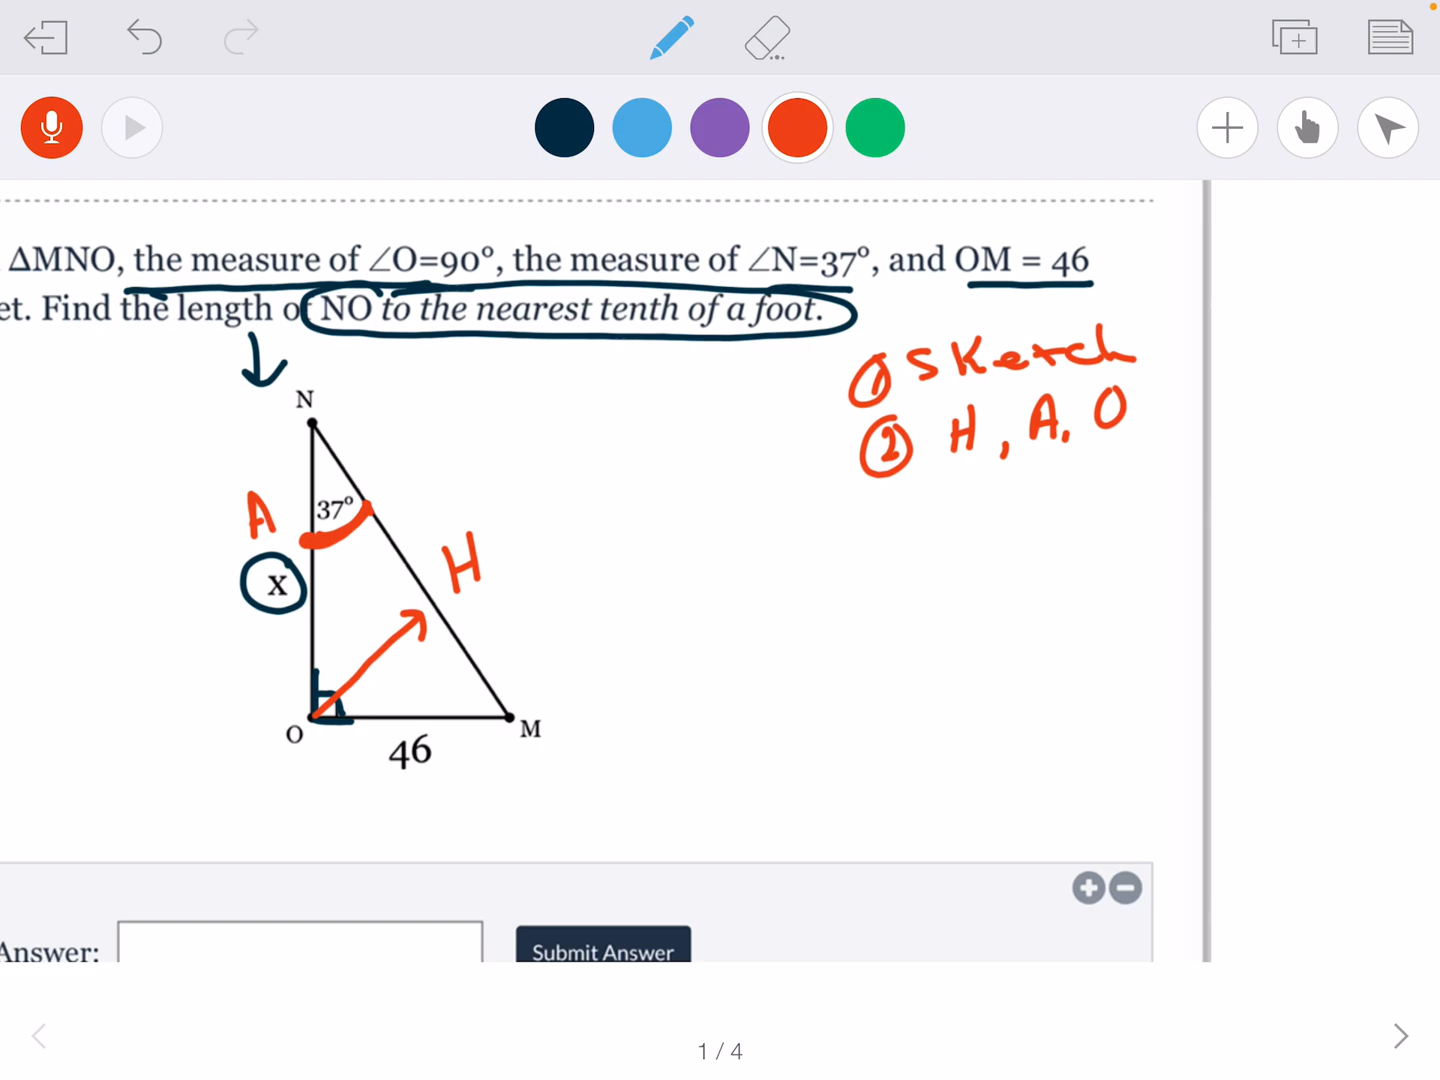 ΔMNO, the measure of ∠O=90°, the measure of ∠N=37°, and OM = 46
et. Find the length of NO to the nearest tenth of a foot.
① Sketch
② H, A, O
N
37°
A
H
x
O
M
46
Answer:
Submit Answer
1 / 4